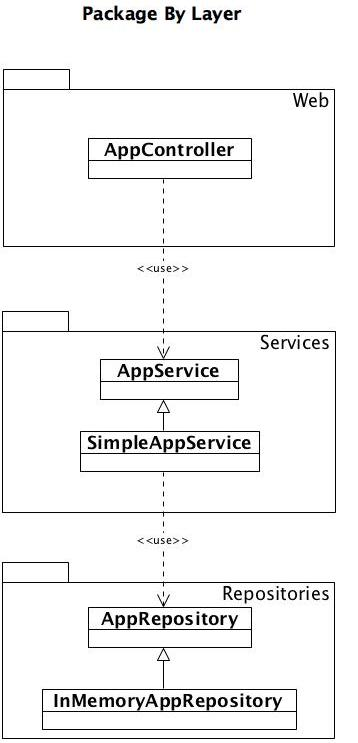 Package By Layer
Web
AppController
<<use>>
Services
AppService
SimpleAppService
<<use>>
Repositories
AppRepository
InMemoryAppRepository